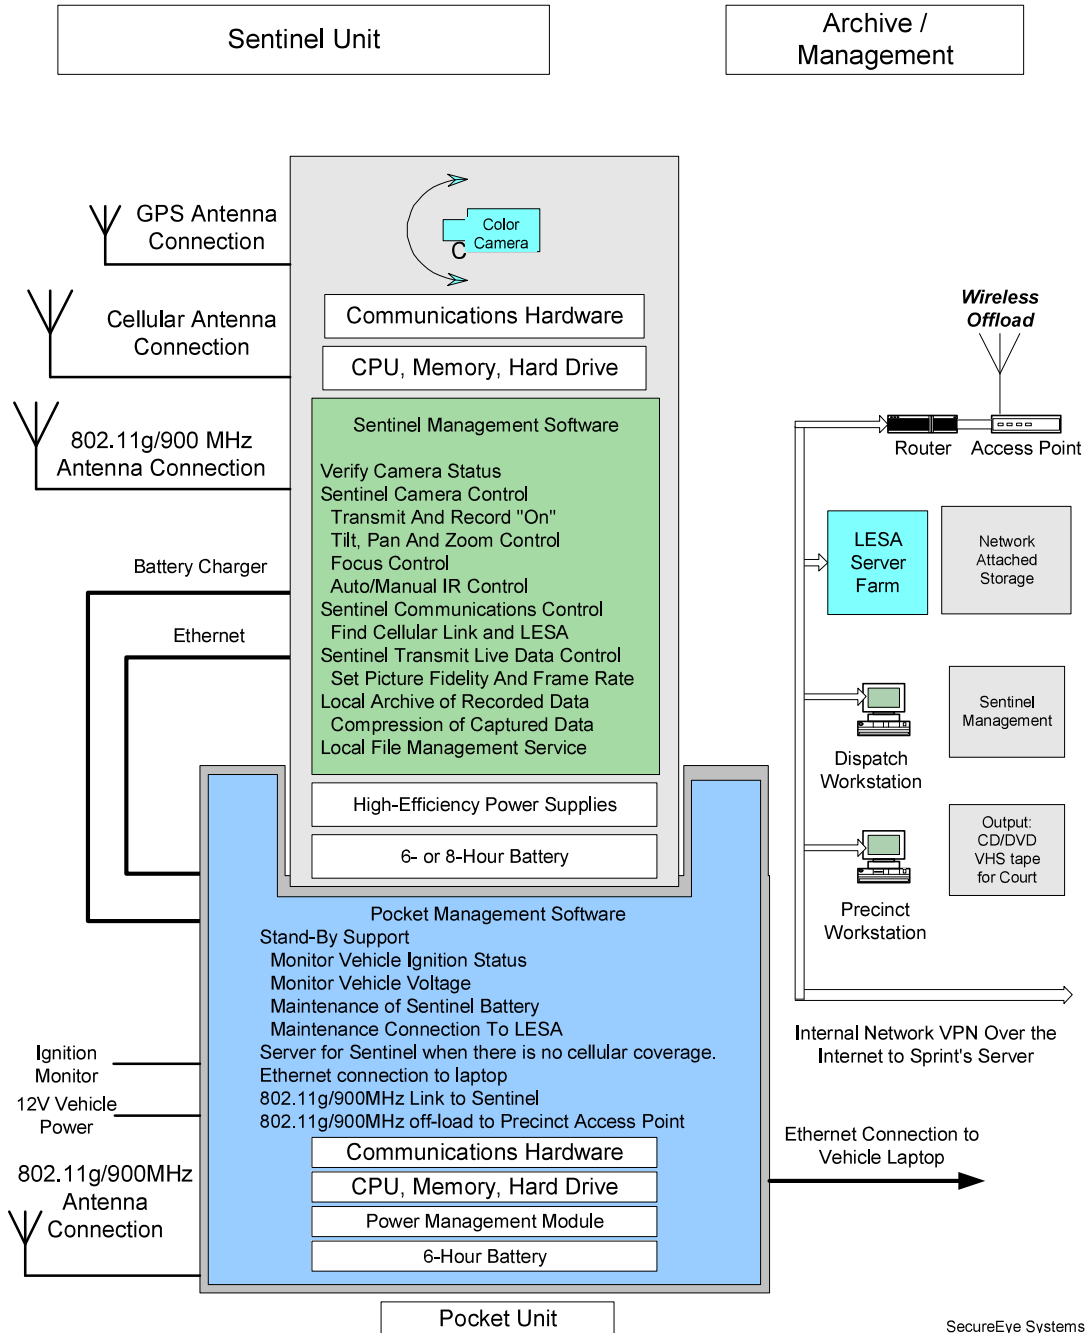 Sentinel Unit
Archive /
Management
GPS Antenna
Connection
Color
Camera
C
Cellular Antenna
Connection
Communications Hardware
CPU, Memory, Hard Drive
802.11g/900 MHz
Antenna Connection
Sentinel Management Software
Verify Camera Status
Sentinel Camera Control
Transmit And Record "On"
Tilt, Pan And Zoom Control
Focus Control
Auto/Manual IR Control
Sentinel Communications Control
Find Cellular Link and LESA
Sentinel Transmit Live Data Control
Set Picture Fidelity And Frame Rate
Local Archive of Recorded Data
Compression of Captured Data
Local File Management Service
Battery Charger
Ethernet
High-Efficiency Power Supplies
6- or 8-Hour Battery
Pocket Management Software
Stand-By Support
Monitor Vehicle Ignition Status
Monitor Vehicle Voltage
Maintenance of Sentinel Battery
Maintenance Connection To LESA
Server for Sentinel when there is no cellular coverage.
Ethernet connection to laptop
802.11g/900MHz Link to Sentinel
802.11g/900MHz off-load to Precinct Access Point
Communications Hardware
CPU, Memory, Hard Drive
Power Management Module
6-Hour Battery
Ignition
Monitor
12V Vehicle
Power
802.11g/900MHz
Antenna
Connection
Pocket Unit
Wireless
Offload
Router
Access Point
LESA
Server
Farm
Network
Attached
Storage
Dispatch
Workstation
Sentinel
Management
Precinct
Workstation
Output:
CD/DVD
VHS tape
for Court
Internal Network VPN Over the
Internet to Sprint's Server
Ethernet Connection to
Vehicle Laptop
SecureEye Systems